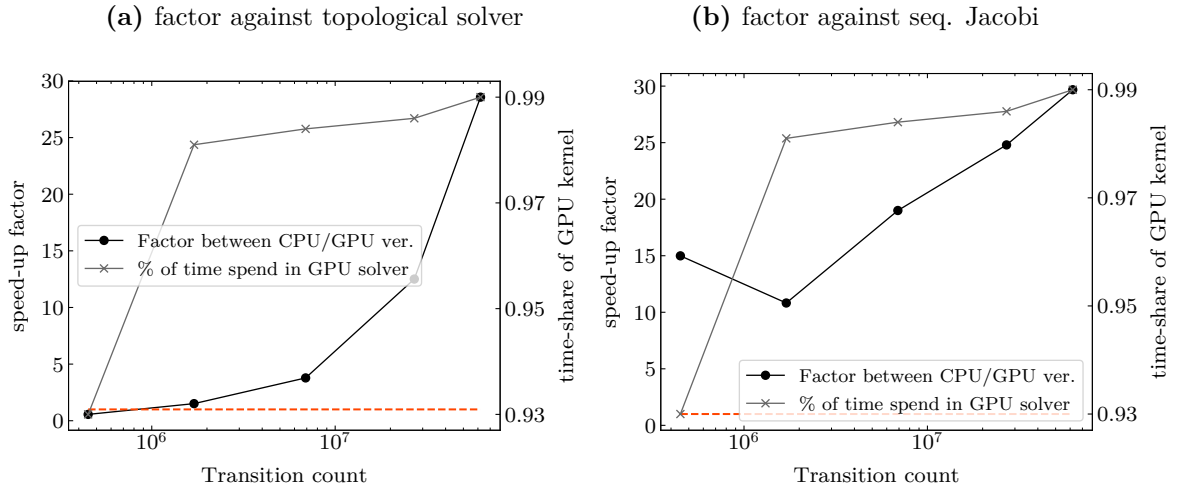 (a) factor against topological solver
30
25
20
15
10
5
0
speed-up factor
0.99
0.97
0.95
0.93
time-share of GPU kernel
Factor between CPU/GPU ver.
% of time spend in GPU solver
10^6
10^7
Transition count
(b) factor against seq. Jacobi
30
25
20
15
10
5
0
speed-up factor
0.99
0.97
0.95
0.93
time-share of GPU kernel
Factor between CPU/GPU ver.
% of time spend in GPU solver
10^6
10^7
Transition count